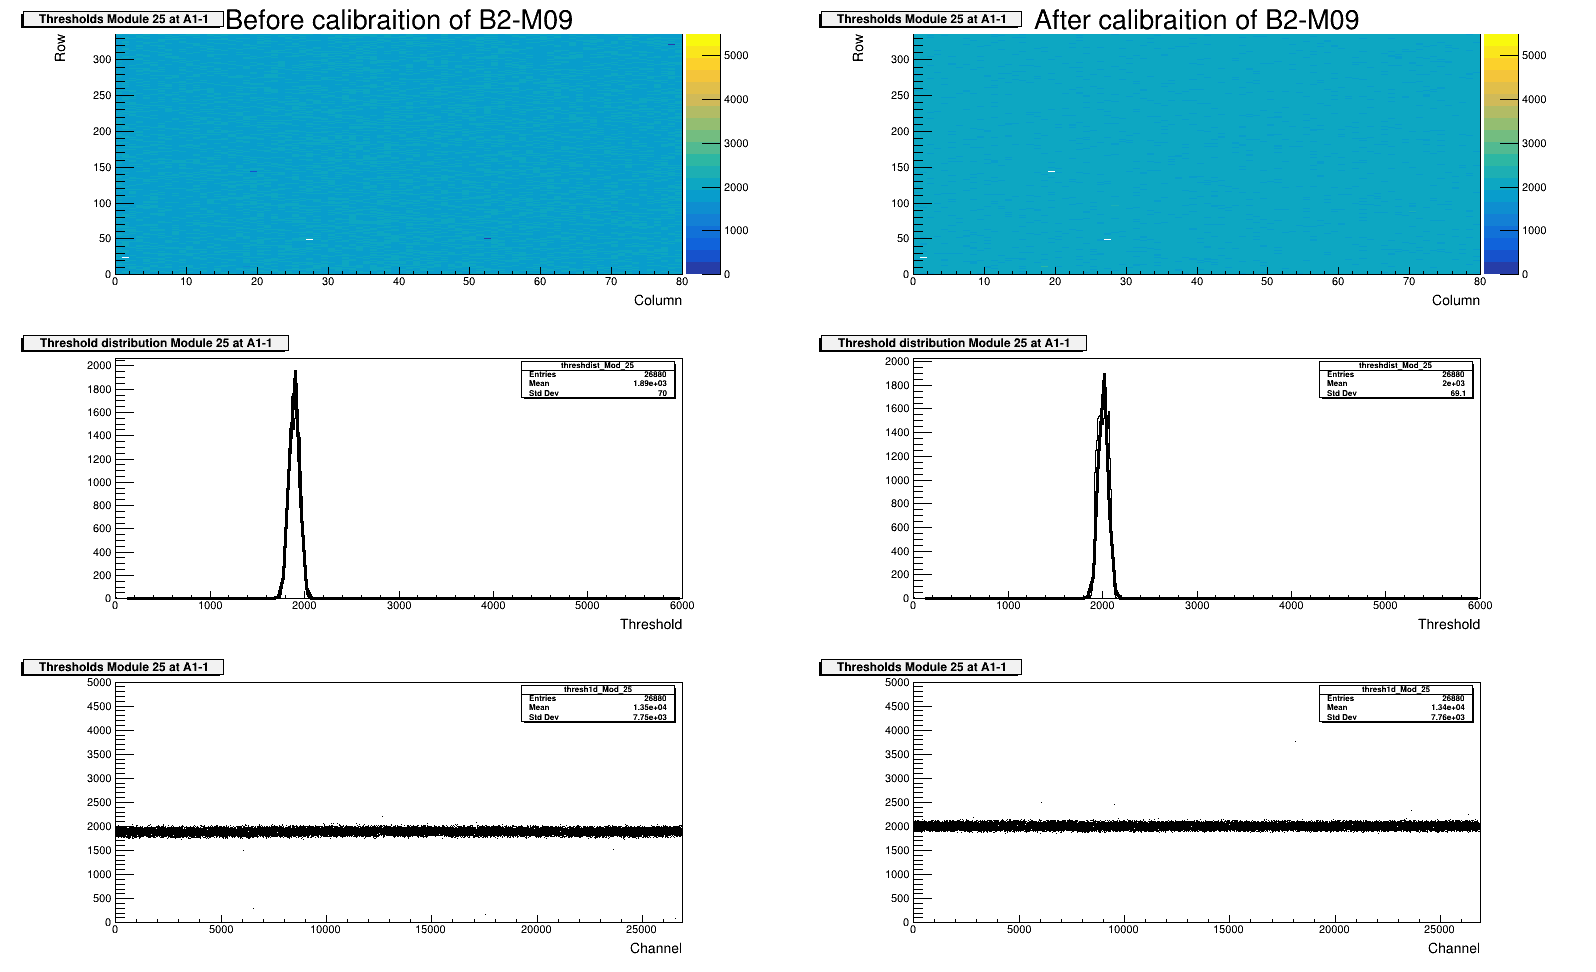 Thresholds Module 25 at A1-1
Before calibraition of B2-M09
Row
300
250
200
150
100
50
0
0 10 20 30 40 50 60 70 80
Column
5000
4000
3000
2000
1000
0
Thresholds Module 25 at A1-1
After calibraition of B2-M09
Row
300
250
200
150
100
50
0
0 10 20 30 40 50 60 70 80
Column
5000
4000
3000
2000
1000
0
Threshold distribution Module 25 at A1-1
threshdist_Mod_25
Entries 26880
Mean 1.89e+03
Std Dev 70
2000
1800
1600
1400
1200
1000
800
600
400
200
0
0 1000 2000 3000 4000 5000 6000
Threshold
Threshold distribution Module 25 at A1-1
threshdist_Mod_25
Entries 26880
Mean 2e+03
Std Dev 69.1
2000
1800
1600
1400
1200
1000
800
600
400
200
0
0 1000 2000 3000 4000 5000 6000
Threshold
Thresholds Module 25 at A1-1
thresh1d_Mod_25
Entries 26880
Mean 1.35e+04
Std Dev 7.75e+03
5000
4500
4000
3500
3000
2500
2000
1500
1000
500
0
0 5000 10000 15000 20000 25000
Channel
Thresholds Module 25 at A1-1
thresh1d_Mod_25
Entries 26880
Mean 1.34e+04
Std Dev 7.76e+03
5000
4500
4000
3500
3000
2500
2000
1500
1000
500
0
0 5000 10000 15000 20000 25000
Channel